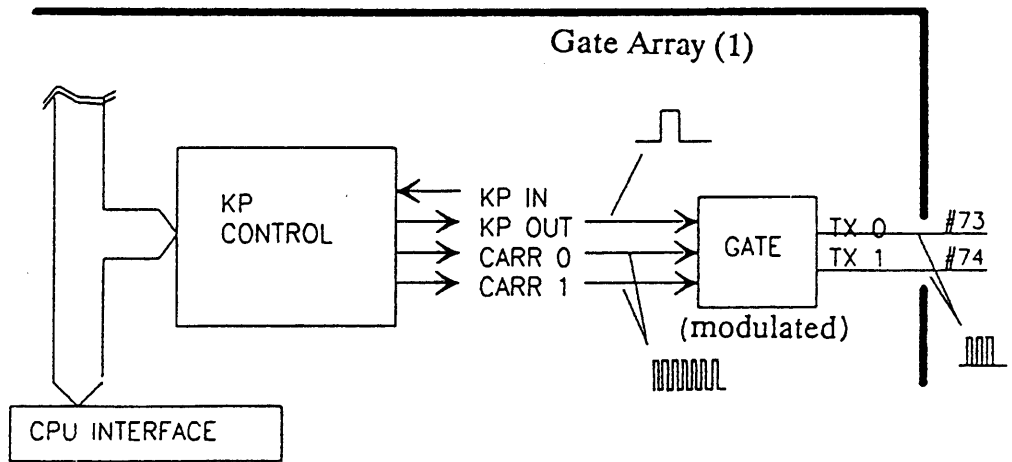 Gate Array (1)
KP
CONTROL
KP IN
KP OUT
CARR 0
CARR 1
GATE
(modulated)
TX 0
TX 1
#73
#74
CPU INTERFACE